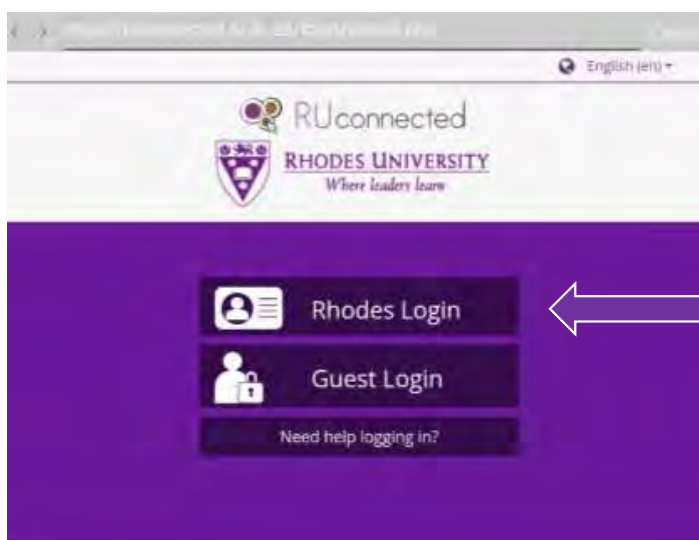 English (en)
RUconnected
RHODES UNIVERSITY
Where leaders learn
Rhodes Login
Guest Login
Need help logging in?